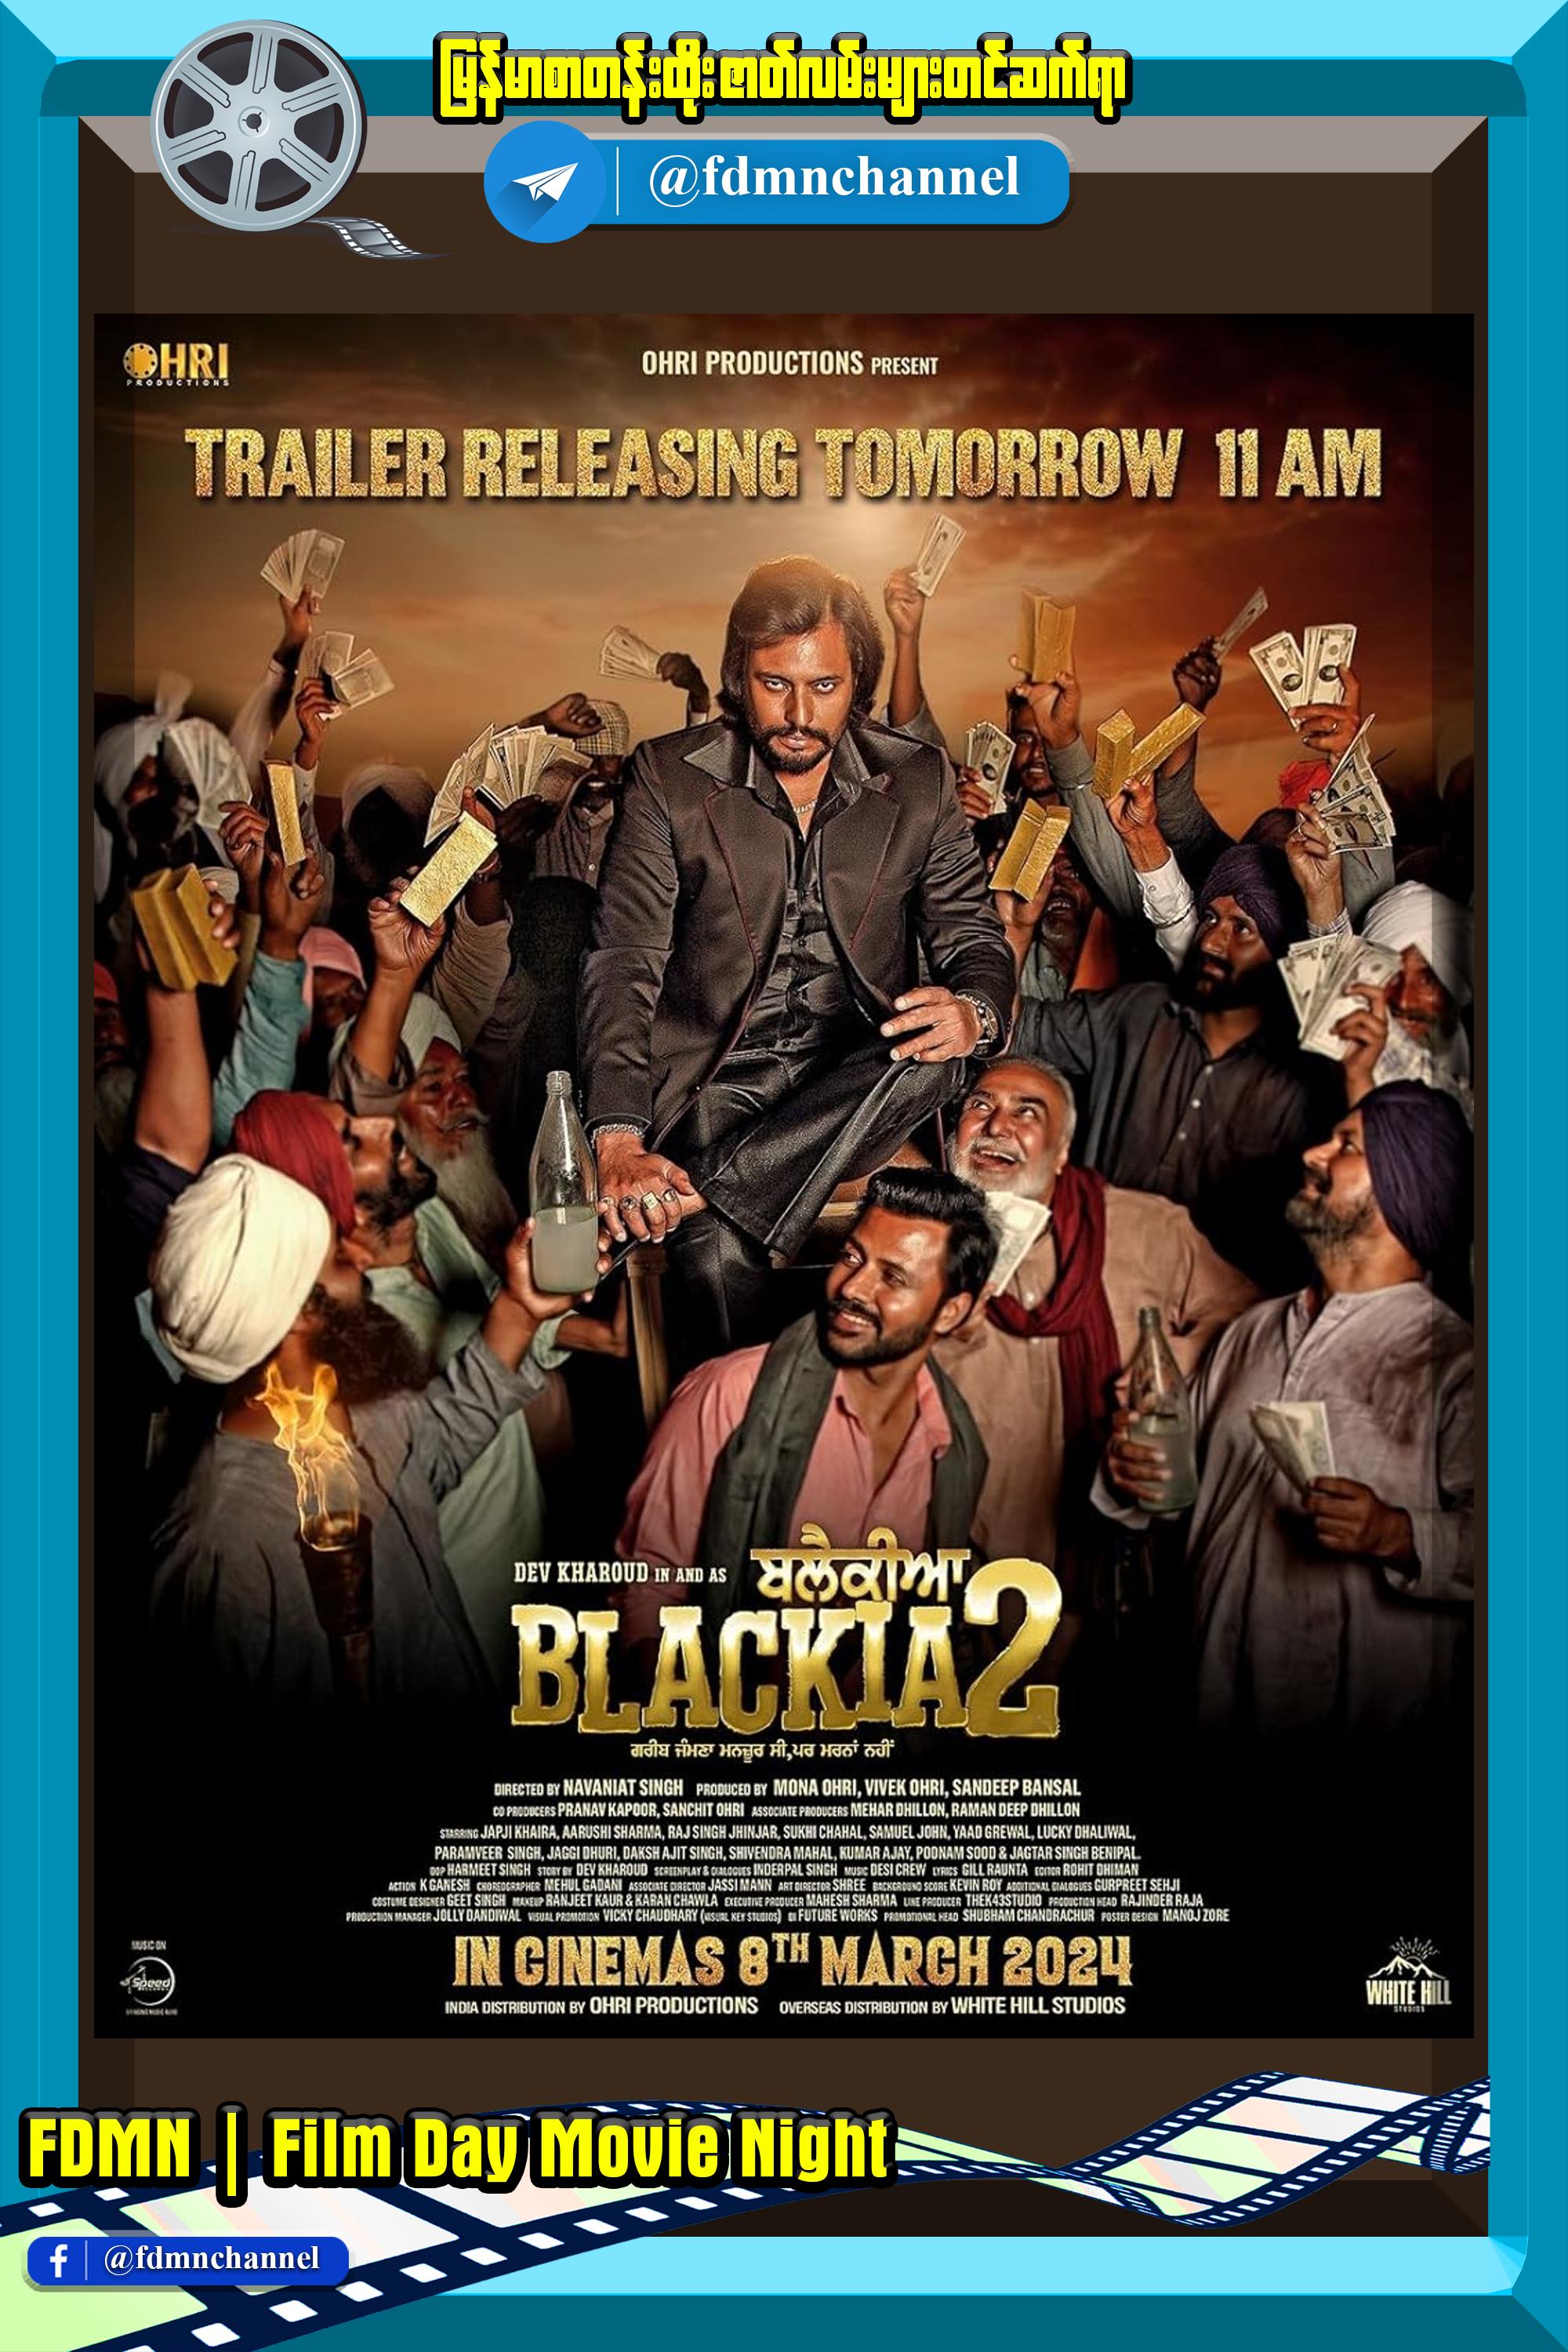 မြန်မာစာတန်းထိုး ဇာတ်လမ်းများတင်ဆက်ရာ
@fdmnchannel
OHRI
PRODUCTIONS
OHRI PRODUCTIONS PRESENT
TRAILER RELEASING TOMORROW 11 AM
DEV KHAROUD IN AND AS ਬਲੈਕੀਆ
BLACKIA 2
ਗਰੀਬ ਜੰਮਣਾ ਮਨਜ਼ੂਰ ਸੀ,ਪਰ ਮਰਨਾਂ ਨਹੀਂ
DIRECTED BY NAVANIAT SINGH PRODUCED BY MONA OHRI, VIVEK OHRI, SANDEEP BANSAL
CO PRODUCERS PRANAV KAPOOR, SANCHIT OHRI ASSOCIATE PRODUCERS MEHAR DHILLON, RAMAN DEEP DHILLON
STARRING JAPJI KHAIRA, AARUSHI SHARMA, RAJ SINGH JHINJAR, SUKHI CHAHAL, SAMUEL JOHN, YAAD GREWAL, LUCKY DHALIWAL,
PARAMVEER SINGH, JAGGI DHURI, DAKSH AJIT SINGH, SHIVENDRA MAHAL, KUMAR AJAY, POONAM SOOD & JAGTAR SINGH BENIPAL.
DOP HARMEET SINGH STORY BY DEV KHAROUD SCREENPLAY & DIALOGUES INDERPAL SINGH MUSIC DESI CREW LYRICS GILL RAUNTA EDITOR ROHIT DHIMAN
ACTION K GANESH CHOREOGRAPHER MEHUL GADANI ASSOCIATE DIRECTOR JASSI MANN ART DIRECTOR SHREE BACKGROUND SCORE KEVIN ROY ADDITIONAL DIALOGUES GURPREET SEHJI
COSTUME DESIGNER GEET SINGH MAKEUP RANJEET KAUR & KARAN CHAWLA EXECUTIVE PRODUCER MAHESH SHARMA LINE PRODUCER THEK43STUDIO PRODUCTION HEAD RAJINDER RAJA
PRODUCTION MANAGER JOLLY DANDIWAL VISUAL PROMOTION VICKY CHAUDHARY (VISUAL KEY STUDIOS) DI FUTURE WORKS PROMOTIONAL HEAD SHUBHAM CHANDRACHUR POSTER DESIGN MANOJ ZORE
IN CINEMAS 8TH MARCH 2024
INDIA DISTRIBUTION BY OHRI PRODUCTIONS OVERSEAS DISTRIBUTION BY WHITE HILL STUDIOS
MUSIC ON
Speed
WHITE HILL
STUDIOS
FDMN | Film Day Movie Night
@fdmnchannel